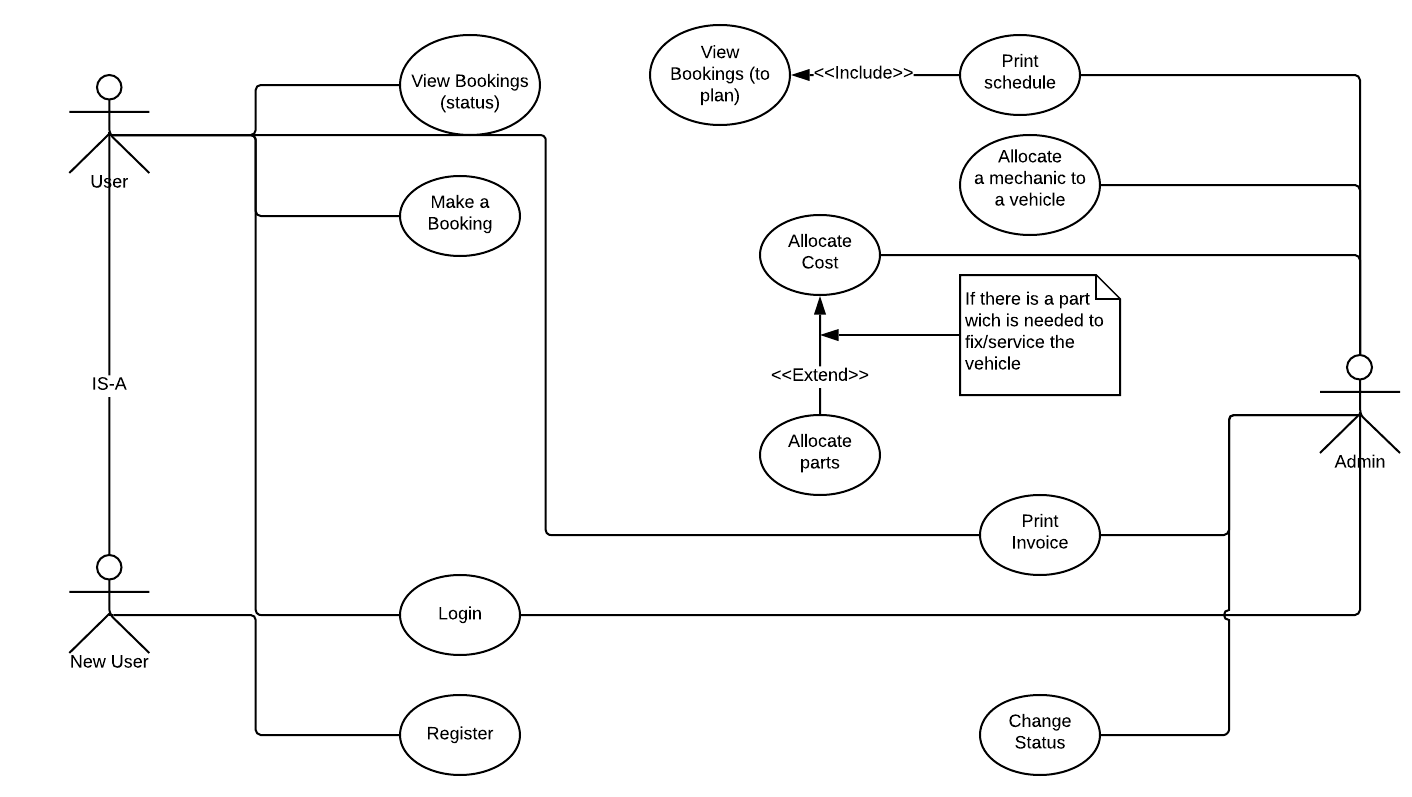 View Bookings
(status)
View
Bookings (to
plan)
<<Include>>
Print
schedule
User
Allocate
a mechanic to
a vehicle
Make a
Booking
Allocate
Cost
If there is a part
wich is needed to
fix/service the
vehicle
IS-A
<<Extend>>
Allocate
parts
Admin
Print
Invoice
Login
New User
Register
Change
Status